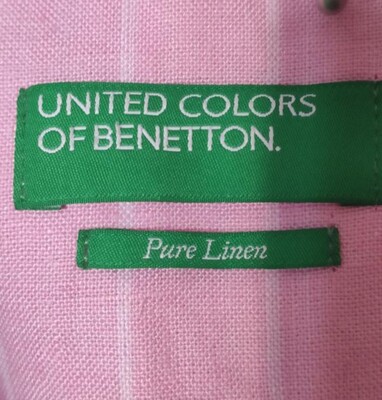 UNITED COLORS
OF BENETTON.
Pure Linen